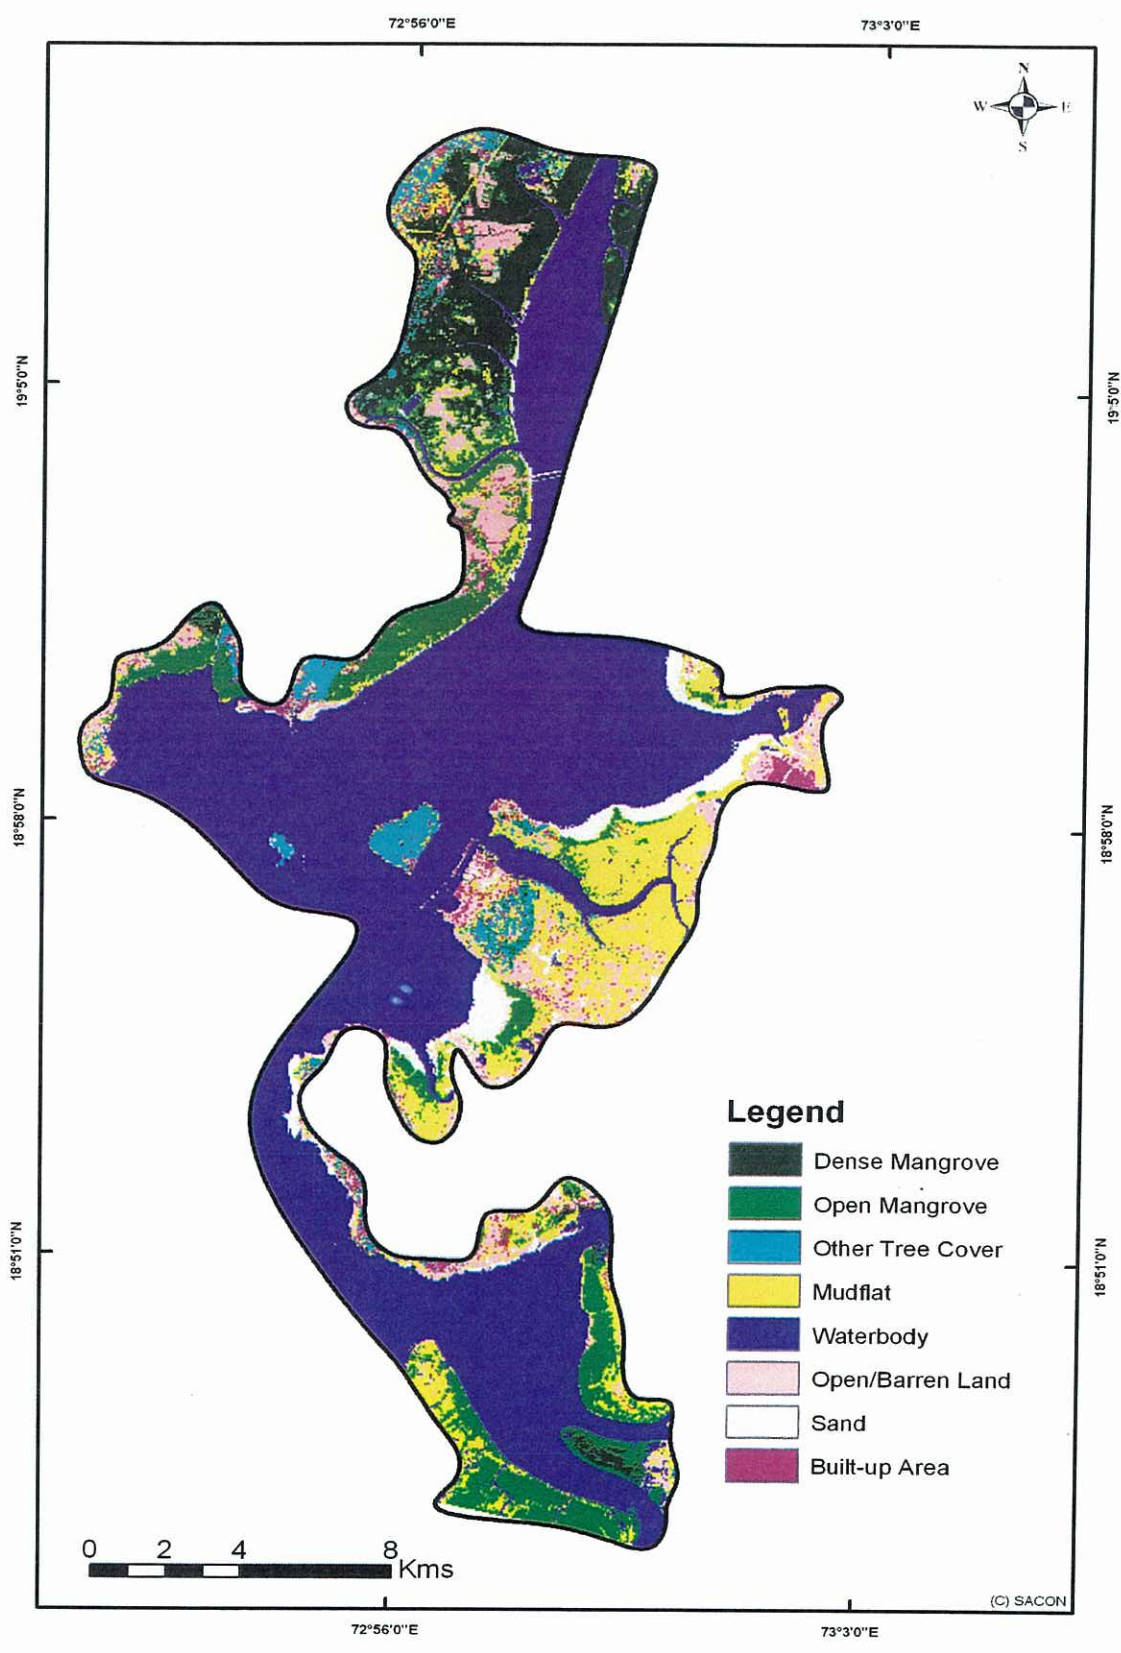 72°56'0"E
73°3'0"E
N
W E
S
19°5'0"N
19°5'0"N
18°58'0"N
18°58'0"N
Legend
Dense Mangrove
Open Mangrove
Other Tree Cover
Mudflat
Waterbody
Open/Barren Land
Sand
Built-up Area
18°51'0"N
18°51'0"N
0 2 4 8
Kms
(C) SACON
72°56'0"E
73°3'0"E